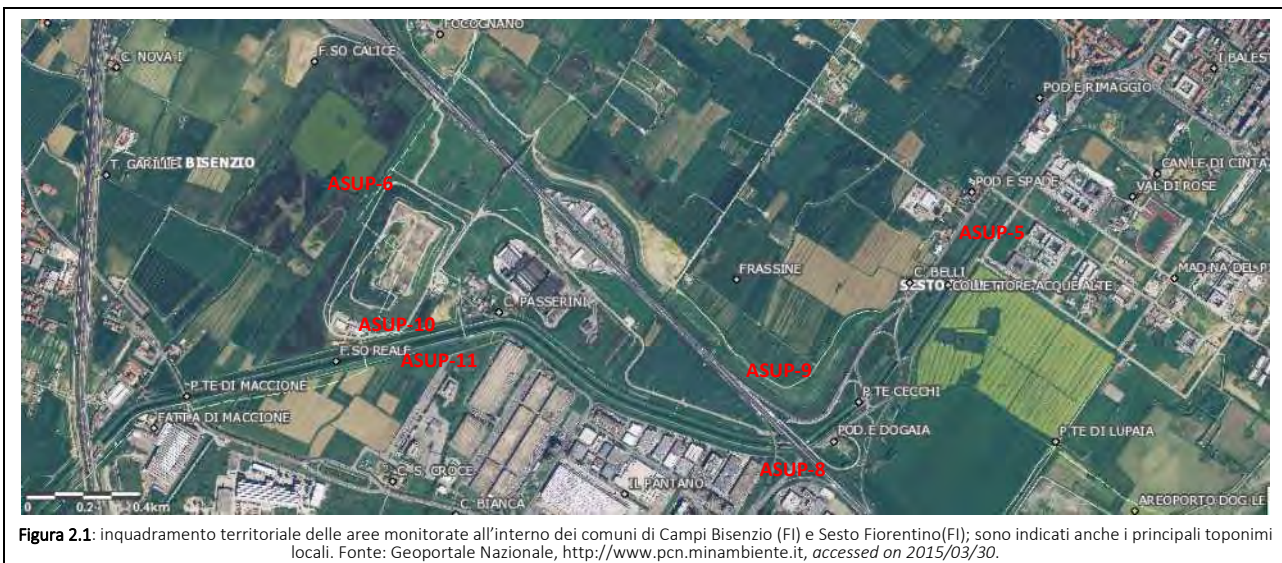 FOCOGNANO
C. NOVA I
F.SO CALICE
I BALEST
POD.E RIMAGGIO
CAN.LE DI CINTA
T. GARILLE
BISENZIO
ASUP-6
POD.E SPADE
VAL DI ROSE
ASUP-5
FRASSINE
C. BELLI
MAD.NA DEL P
SESTO
COLLETTORE ACQUE ALTE
C. PASSERINI
ASUP-10
F.SO REALE
ASUP-11
ASUP-9
P.TE DI MACCIONE
P.TE CECCHI
FATT.A DI MACCIONE
POD.E DOGAIA
P.TE DI LUPAIA
C. S. CROCE
ASUP-8
IL PANTANO
C. BIANCA
0 0.2 0.4km
Figura 2.1: inquadramento territoriale delle aree monitorate all'interno dei comuni di Campi Bisenzio (FI) e Sesto Fiorentino(FI); sono indicati anche i principali toponimi
locali. Fonte: Geoportale Nazionale, http://www.pcn.minambiente.it, accessed on 2015/03/30.